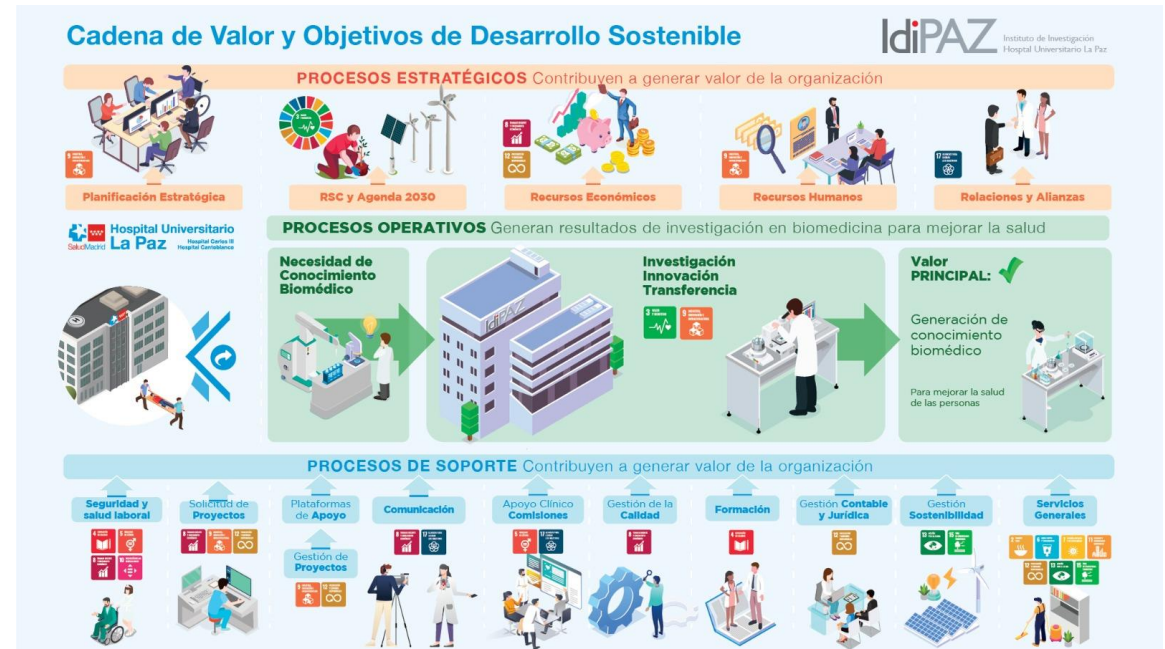 Cadena de Valor y Objetivos de Desarrollo Sostenible
IdiPAZ
Instituto de Investigación
Hospital Universitario La Paz
PROCESOS ESTRATÉGICOS Contribuyen a generar valor de la organización
Planificación Estratégica
RSC y Agenda 2030
Recursos Económicos
Recursos Humanos
Relaciones y Alianzas
SaludMadrid
Hospital Universitario
La Paz
Hospital Carlos III
Hospital Cantoblanco
PROCESOS OPERATIVOS Generan resultados de investigación en biomedicina para mejorar la salud
Necesidad de
Conocimiento
Biomédico
IdiPAZ
Investigación
Innovación
Transferencia
Valor
PRINCIPAL:
Generación de
conocimiento
biomédico
Para mejorar la salud
de las personas
PROCESOS DE SOPORTE Contribuyen a generar valor de la organización
Seguridad y
salud laboral
Solicitud de
Proyectos
Plataformas
de Apoyo
Gestión de
Proyectos
Comunicación
Apoyo Clínico
Comisiones
Gestión de la
Calidad
Formación
Gestión Contable
y Jurídica
Gestión
Sostenibilidad
Servicios
Generales